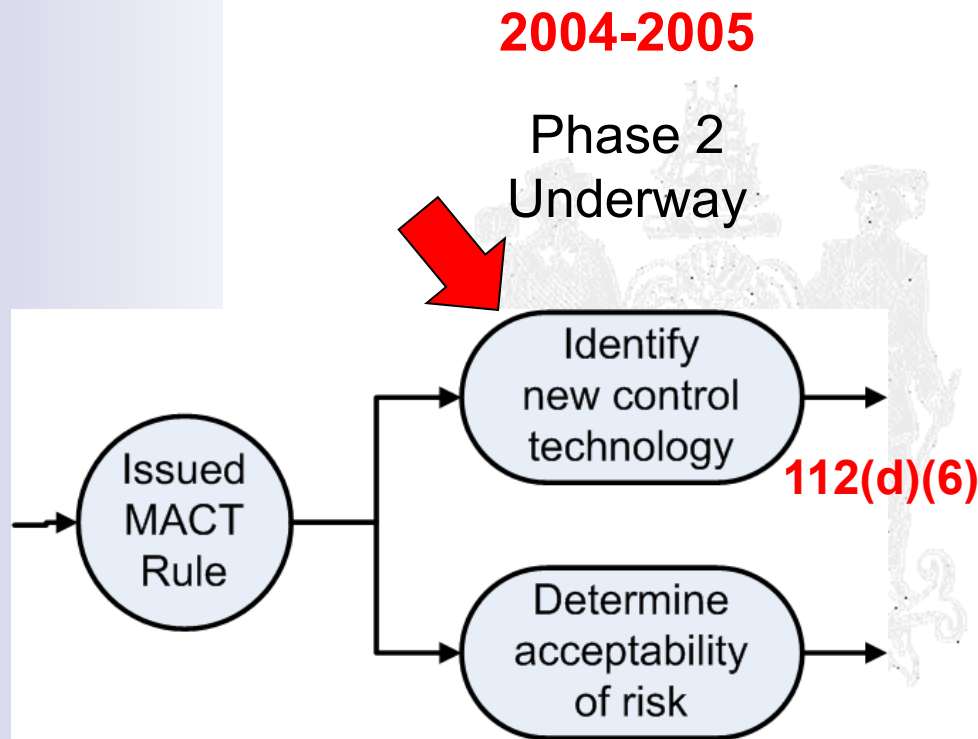 2004-2005
Phase 2
Underway
Identify
new control
technology
112(d)(6)
Issued
MACT
Rule
Determine
acceptability
of risk